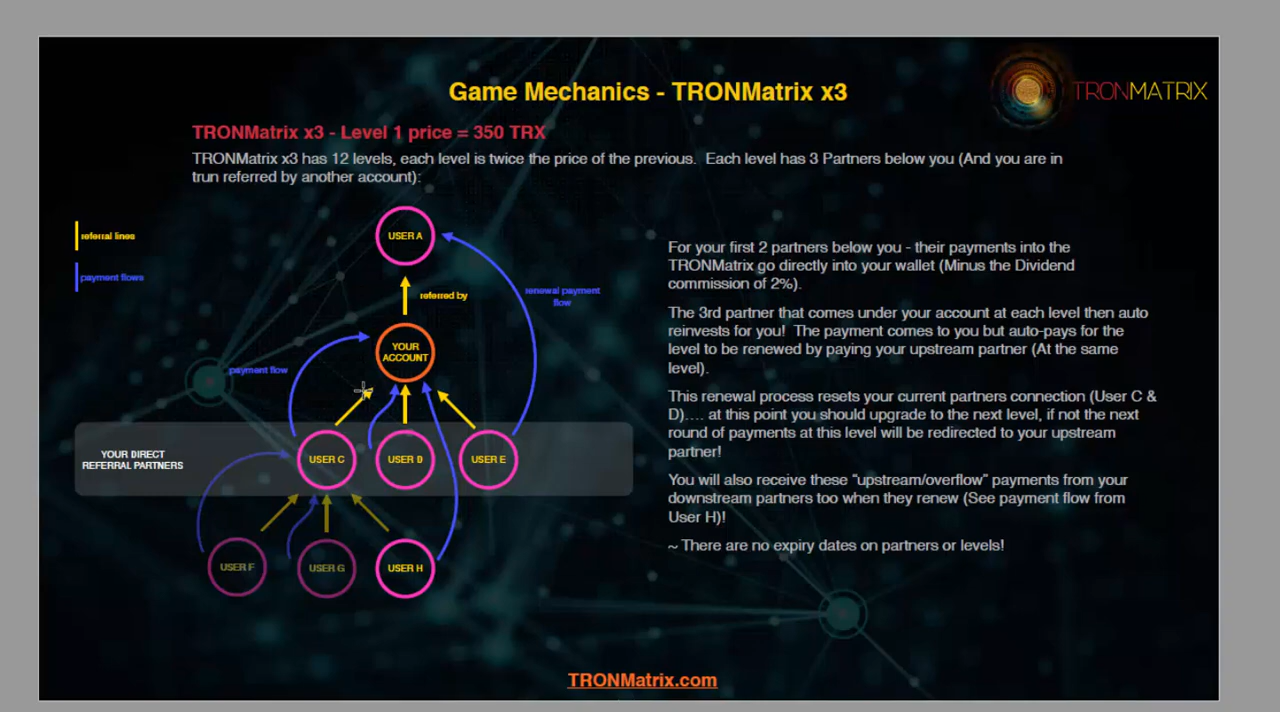 Game Mechanics - TRONMatrix x3
TRONMATRIX
TRONMatrix x3 - Level 1 price = 350 TRX
TRONMatrix x3 has 12 levels, each level is twice the price of the previous. Each level has 3 Partners below you (And you are in
trun referred by another account):
referral lines
payment flows
USER A
referred by
renewal payment
flow
YOUR
ACCOUNT
payment flow
YOUR DIRECT
REFERRAL PARTNERS
USER C
USER D
USER E
USER F
USER G
USER H
For your first 2 partners below you - their payments into the
TRONMatrix go directly into your wallet (Minus the Dividend
commission of 2%).
The 3rd partner that comes under your account at each level then auto
reinvests for you! The payment comes to you but auto-pays for the
level to be renewed by paying your upstream partner (At the same
level).
This renewal process resets your current partners connection (User C &
D).... at this point you should upgrade to the next level, if not the next
round of payments at this level will be redirected to your upstream
partner!
You will also receive these "upstream/overflow" payments from your
downstream partners too when they renew (See payment flow from
User H)!
~ There are no expiry dates on partners or levels!
TRONMatrix.com